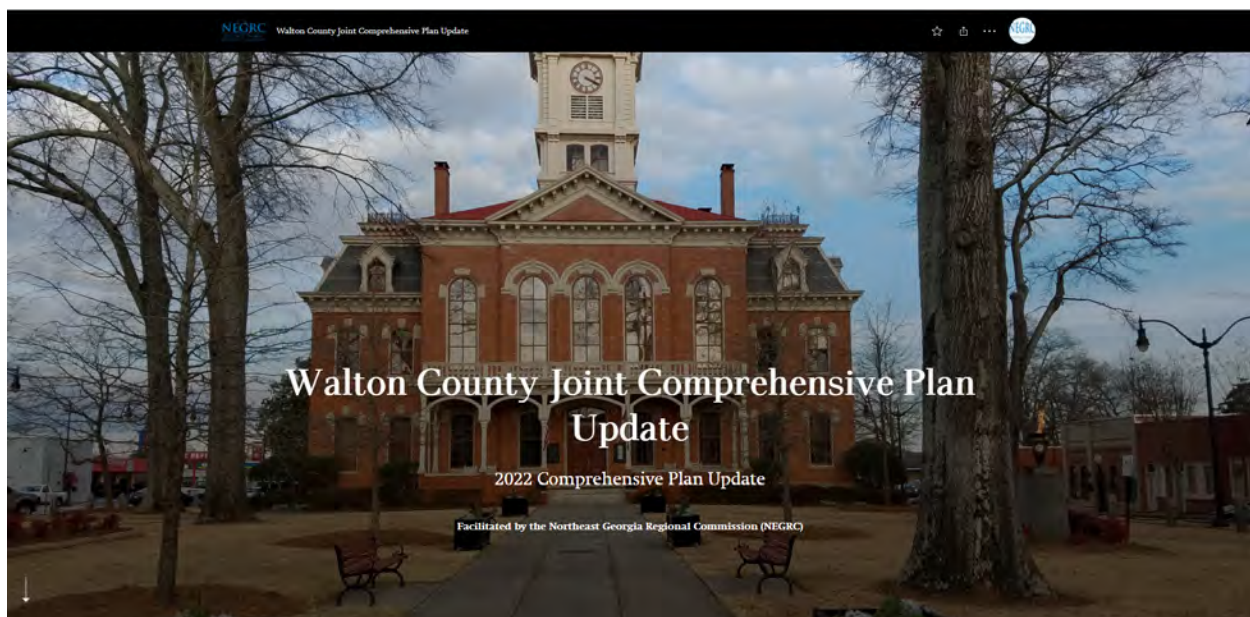 NEGRC
Walton County Joint Comprehensive Plan Update
NEGRC
Walton County Joint Comprehensive Plan
Update
2022 Comprehensive Plan Update
Facilitated by the Northeast Georgia Regional Commission (NEGRC)